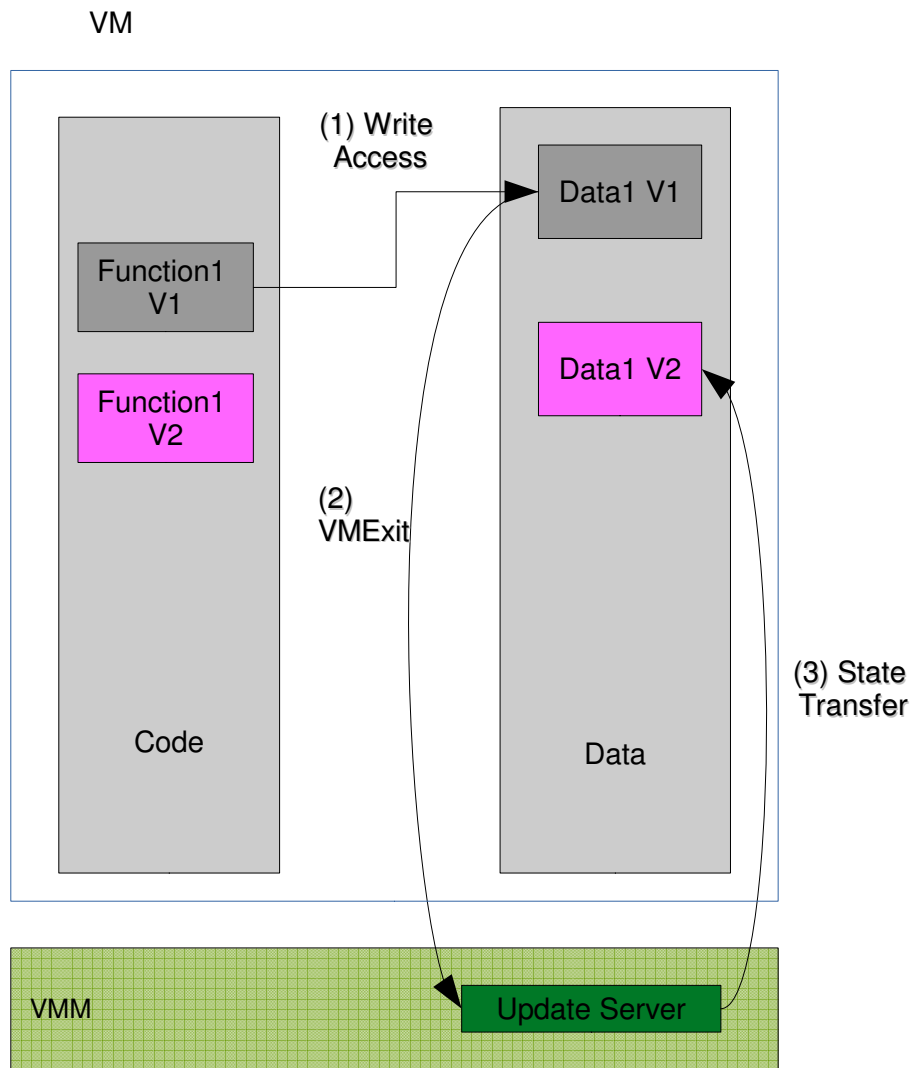 VM
(1) Write
Access
Data1 V1
Function1
V1
Data1 V2
Function1
V2
(2)
VMExit
(3) State
Transfer
Code
Data
VMM
Update Server